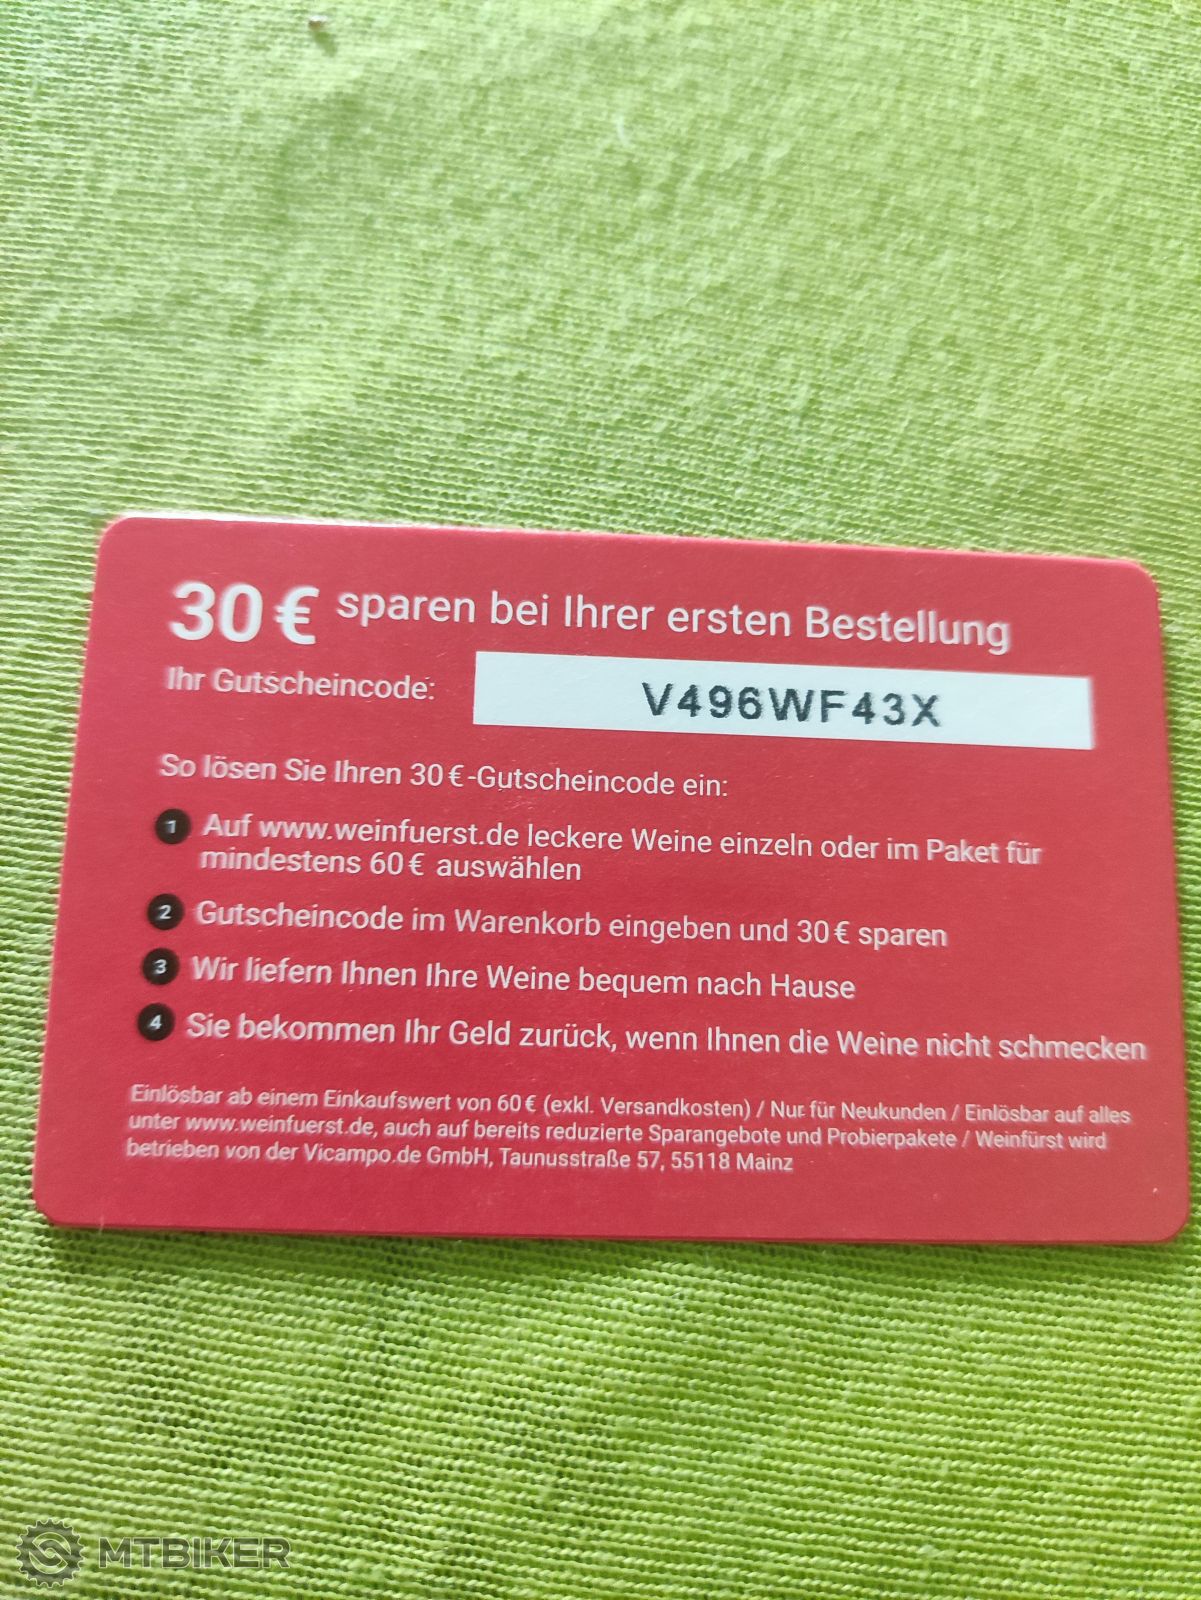 30 € sparen bei Ihrer ersten Bestellung
Ihr Gutscheincode: V496WF43X
So lösen Sie Ihren 30 €-Gutscheincode ein:
1 Auf www.weinfuerst.de leckere Weine einzeln oder im Paket für
mindestens 60 € auswählen
2 Gutscheincode im Warenkorb eingeben und 30 € sparen
3 Wir liefern Ihnen Ihre Weine bequem nach Hause
4 Sie bekommen Ihr Geld zurück, wenn Ihnen die Weine nicht schmecken
Einlösbar ab einem Einkaufswert von 60 € (exkl. Versandkosten) / Nur für Neukunden / Einlösbar auf alles
unter www.weinfuerst.de, auch auf bereits reduzierte Sparangebote und Probierpakete / Weinfürst wird
betrieben von der Vicampo.de GmbH, Taunusstraße 57, 55118 Mainz
MTBIKER